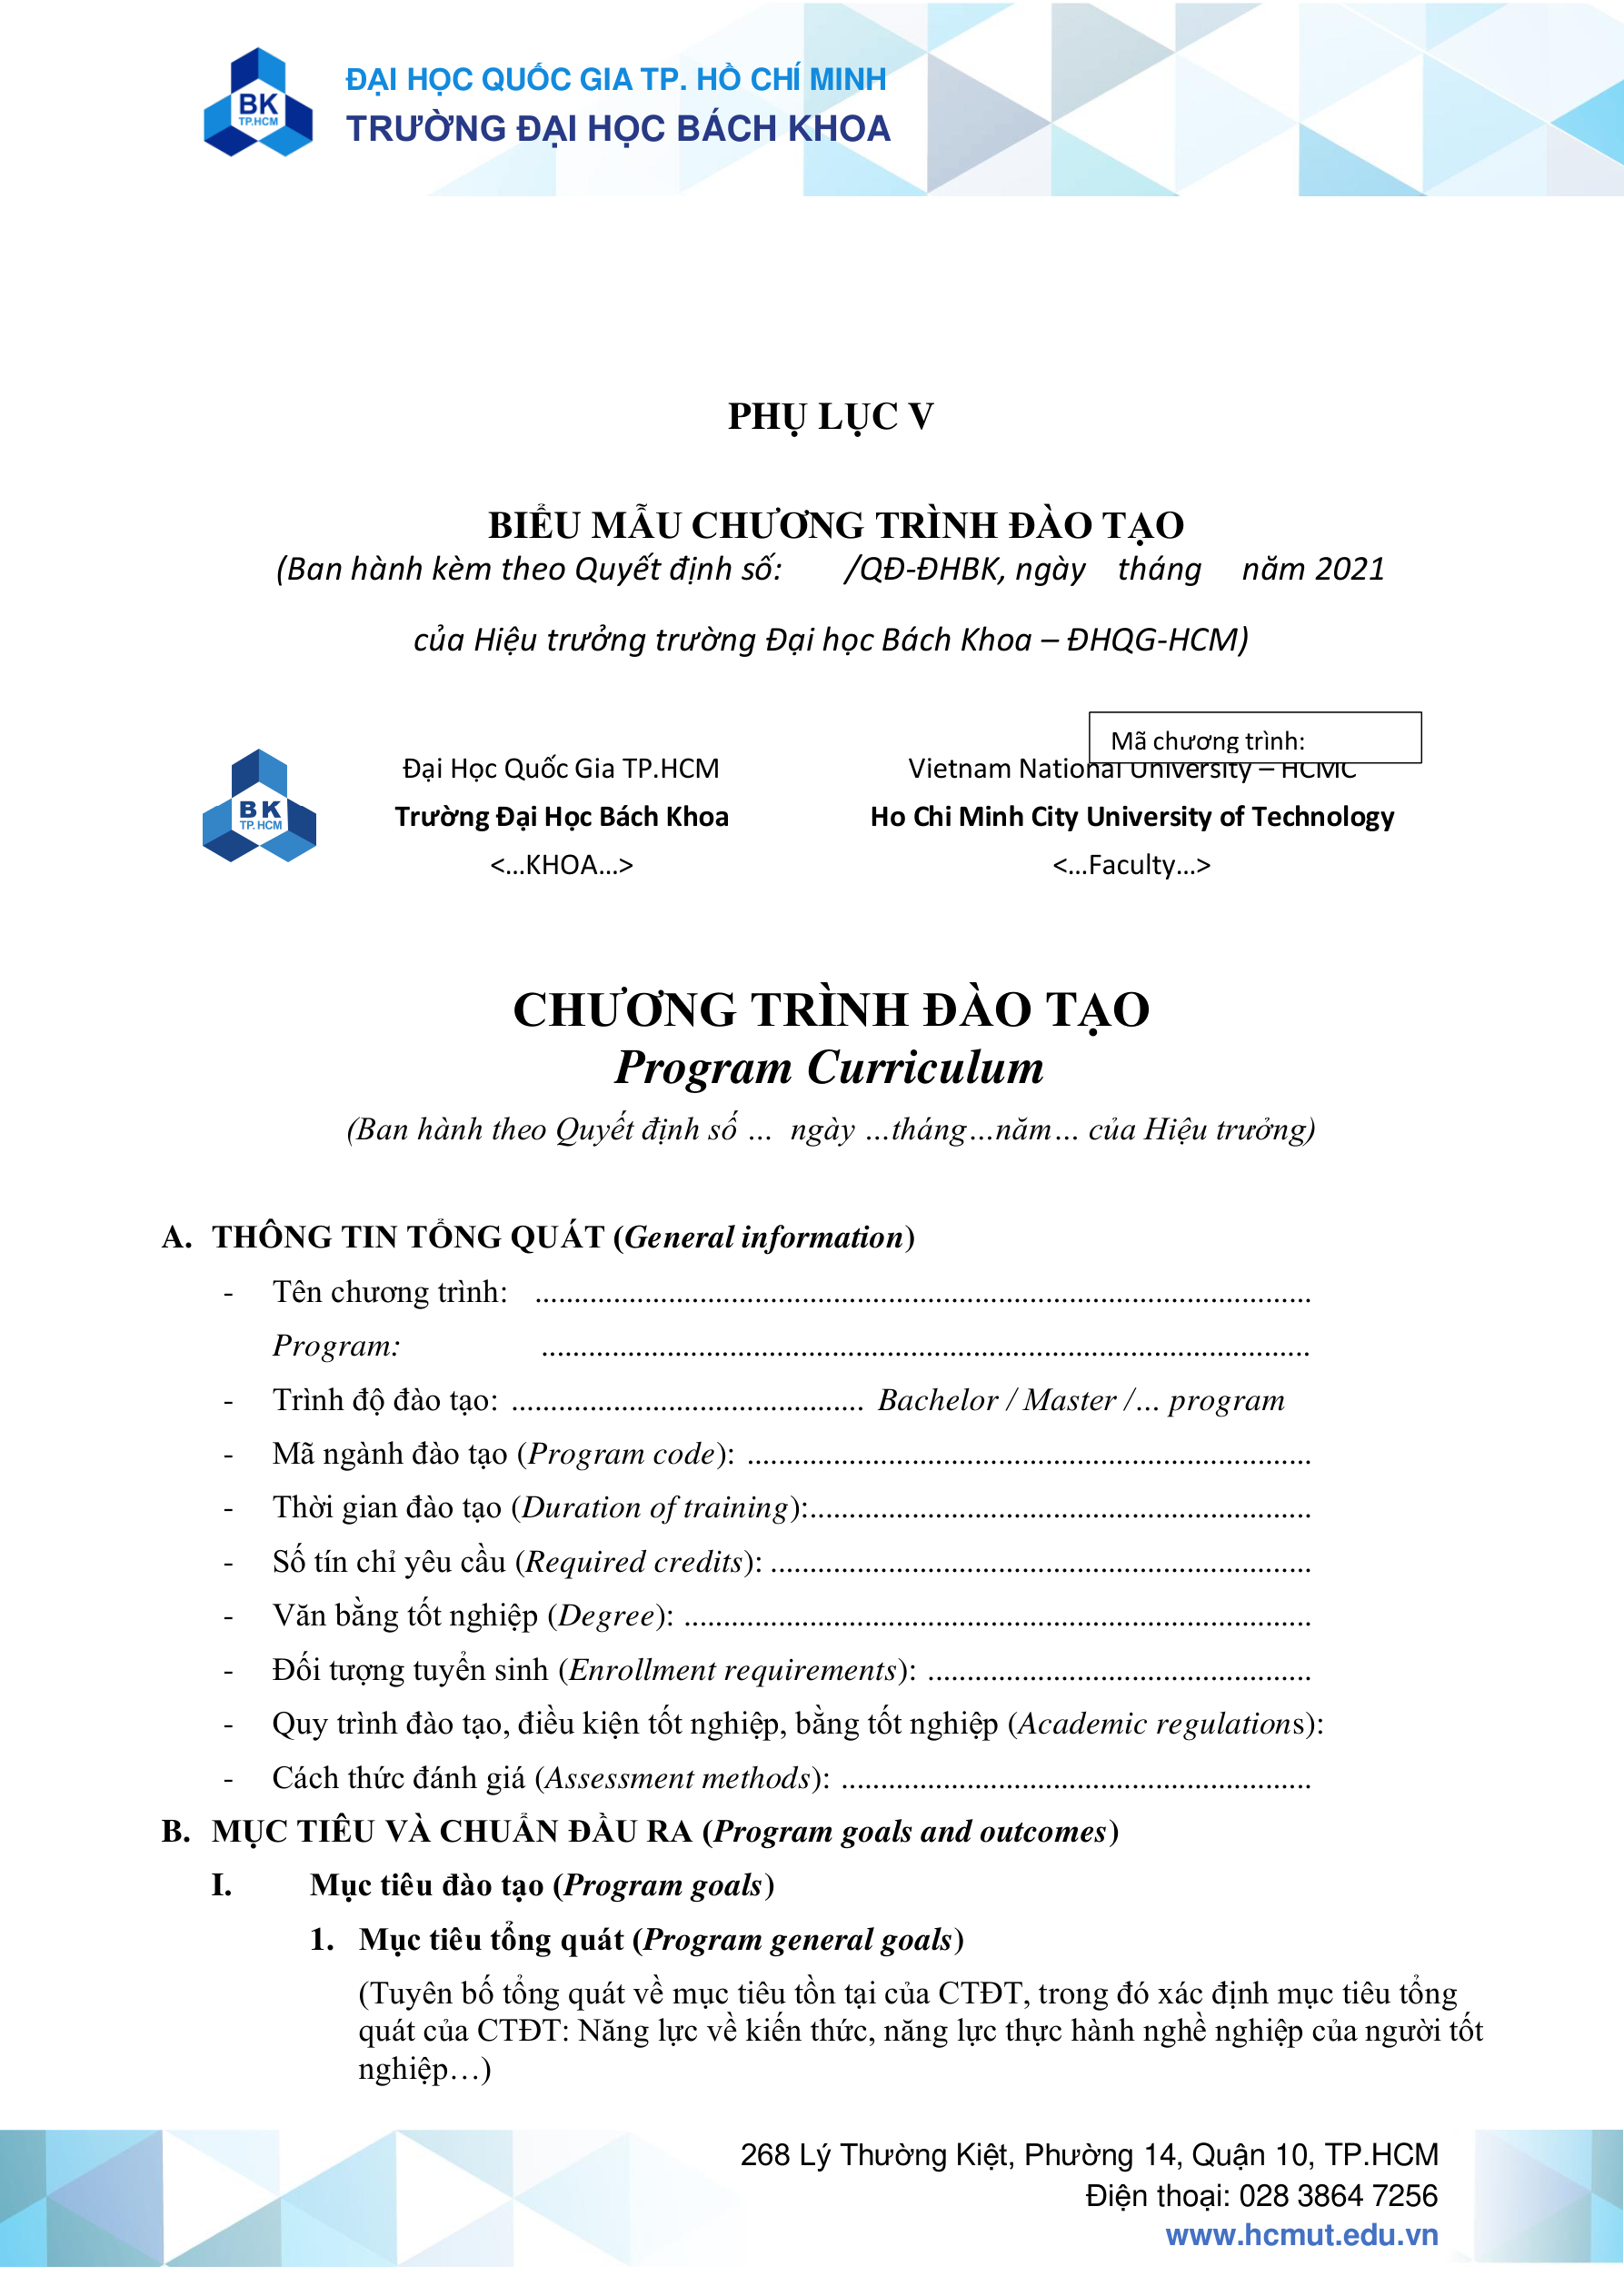 BK
TP.HCM
ĐẠI HỌC QUỐC GIA TP. HỒ CHÍ MINH
TRƯỜNG ĐẠI HỌC BÁCH KHOA
PHỤ LỤC V
BIỂU MẪU CHƯƠNG TRÌNH ĐÀO TẠO
(Ban hành kèm theo Quyết định số: /QĐ-ĐHBK, ngày tháng năm 2021
của Hiệu trưởng trường Đại học Bách Khoa – ĐHQG-HCM)
Mã chương trình:
BK
TP.HCM
Đại Học Quốc Gia TP.HCM
Trường Đại Học Bách Khoa
<...KHOA...>
Vietnam National University – HCMC
Ho Chi Minh City University of Technology
<...Faculty...>
CHƯƠNG TRÌNH ĐÀO TẠO
Program Curriculum
(Ban hành theo Quyết định số ... ngày ...tháng...năm... của Hiệu trưởng)
A. THÔNG TIN TỔNG QUÁT (General information)
- Tên chương trình: ....................................................................................................
Program: ...................................................................................................
- Trình độ đào tạo: ............................................. Bachelor / Master /... program
- Mã ngành đào tạo (Program code): ........................................................................
- Thời gian đào tạo (Duration of training):................................................................
- Số tín chỉ yêu cầu (Required credits): .....................................................................
- Văn bằng tốt nghiệp (Degree): ................................................................................
- Đối tượng tuyển sinh (Enrollment requirements): .................................................
- Quy trình đào tạo, điều kiện tốt nghiệp, bằng tốt nghiệp (Academic regulations):
- Cách thức đánh giá (Assessment methods): ............................................................
B. MỤC TIÊU VÀ CHUẨN ĐẦU RA (Program goals and outcomes)
I. Mục tiêu đào tạo (Program goals)
1. Mục tiêu tổng quát (Program general goals)
(Tuyên bố tổng quát về mục tiêu tồn tại của CTĐT, trong đó xác định mục tiêu tổng
quát của CTĐT: Năng lực về kiến thức, năng lực thực hành nghề nghiệp của người tốt
nghiệp...)
268 Lý Thường Kiệt, Phường 14, Quận 10, TP.HCM
Điện thoại: 028 3864 7256
www.hcmut.edu.vn